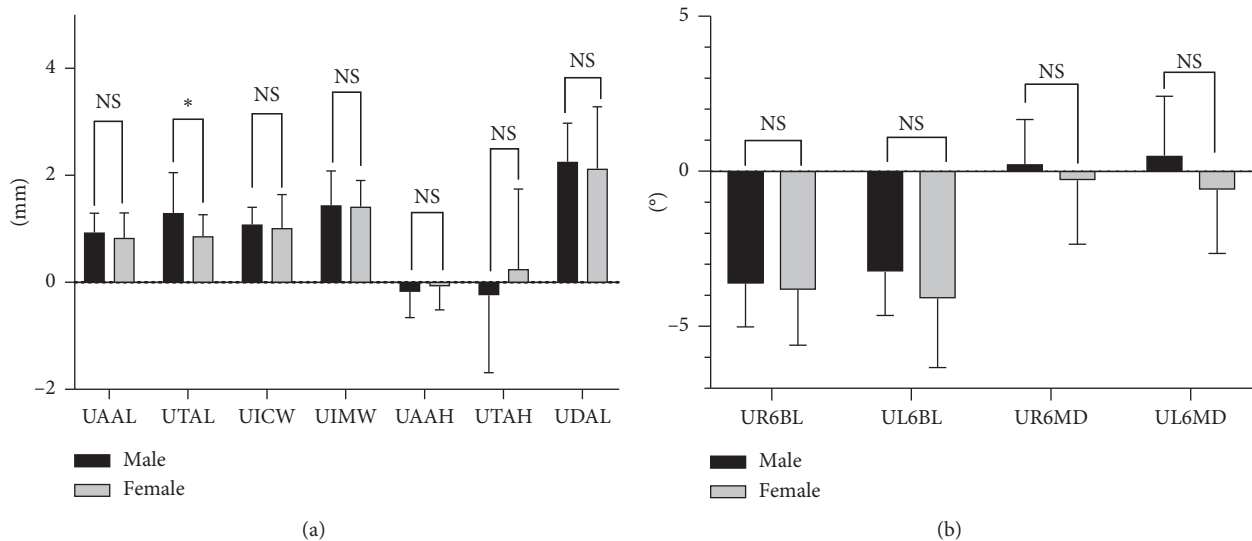 4
2
0
−2
(mm)
NS
*
NS
NS
NS
NS
NS
UAAL UTAL UICW UIMW UAAH UTAH UDAL
Male
Female
(a)
5
0
−5
(°)
NS
NS
NS
NS
UR6BL UL6BL UR6MD UL6MD
Male
Female
(b)